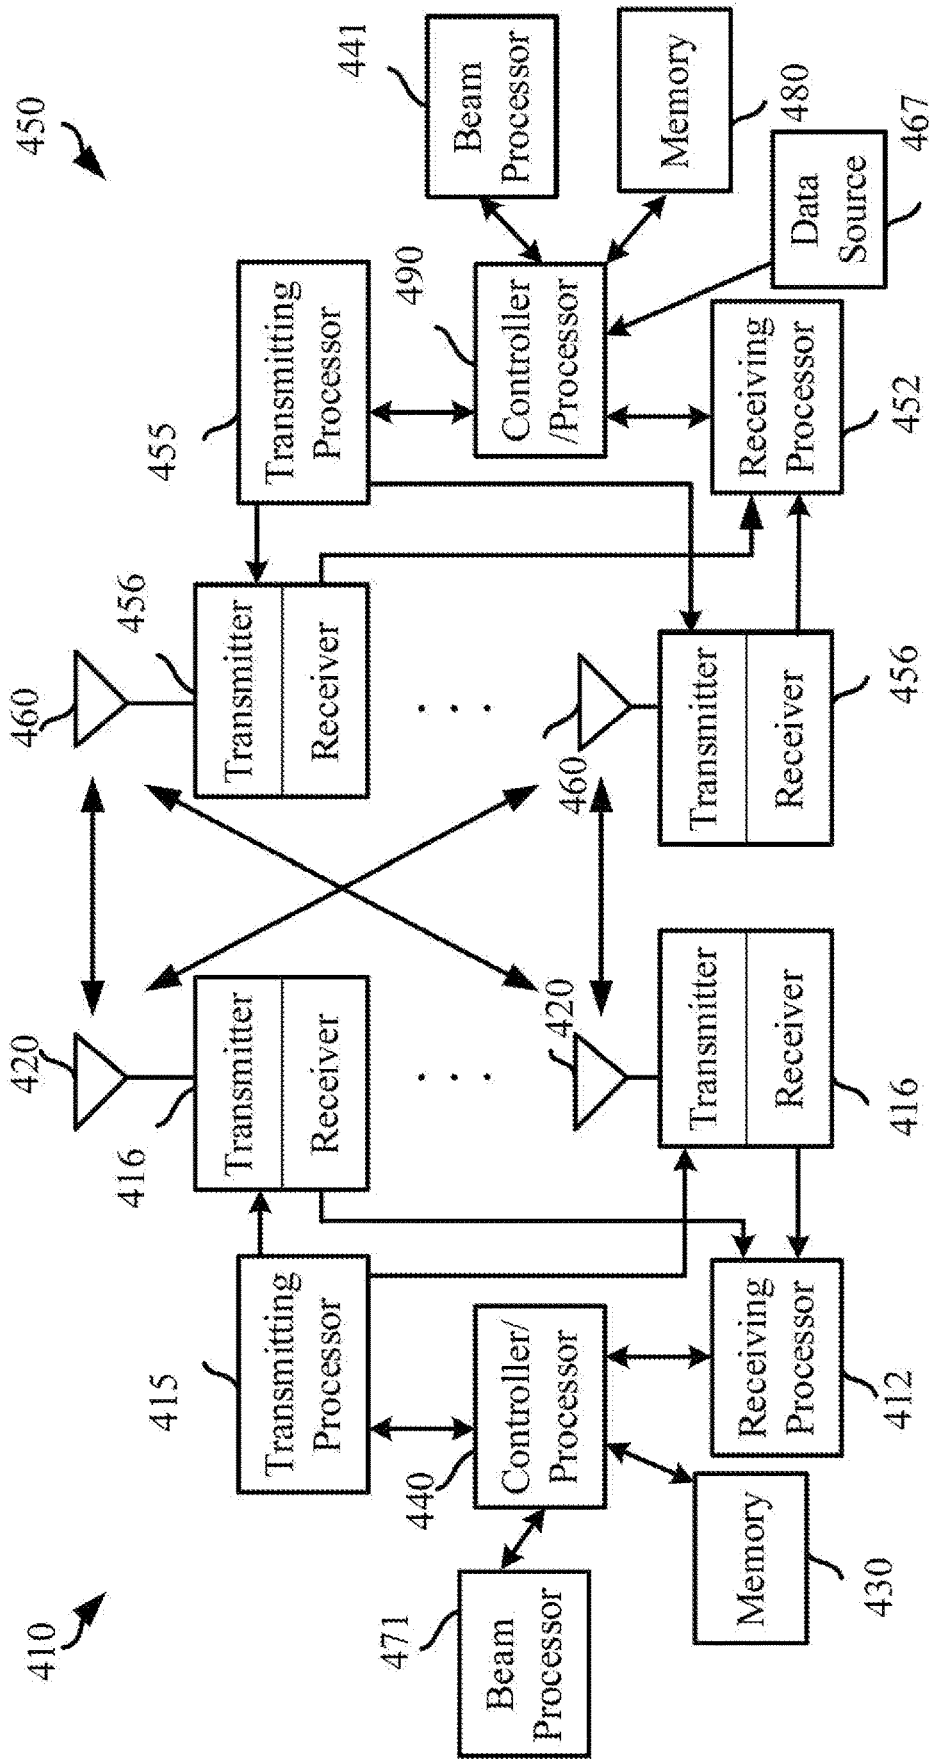 410
450
420
460
416
Transmitter
Receiver
456
Transmitter
Receiver
415
Transmitting
Processor
455
Transmitting
Processor
471
Beam
Processor
440
Controller/
Processor
490
Controller
/Processor
441
Beam
Processor
. . .
. . .
420
460
Transmitter
Receiver
416
Transmitter
Receiver
456
Memory
430
Receiving
Processor
412
Receiving
Processor
452
Memory
480
Data
Source
467